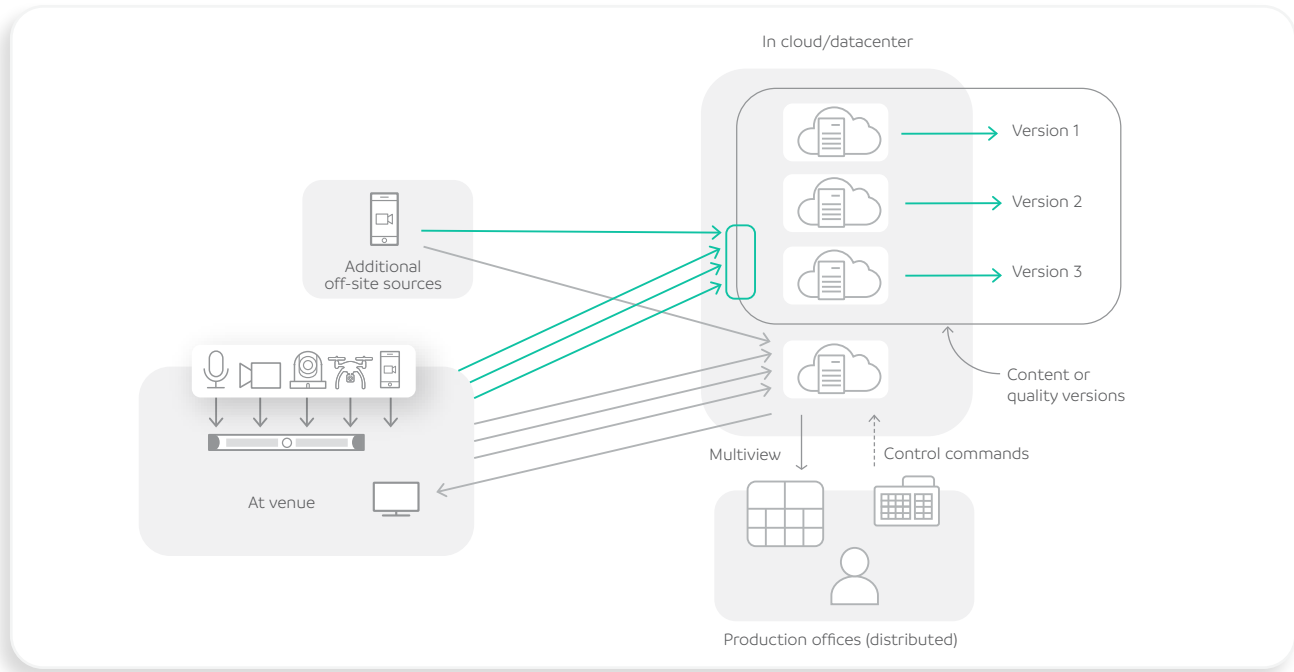 In cloud/datacenter
Version 1
Version 2
Version 3
Additional
off-site sources
Content or
quality versions
Multiview
Control commands
At venue
Production offices (distributed)